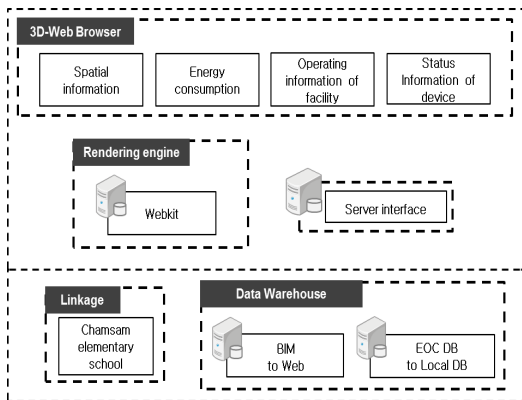 3D-Web Browser
Spatial
information
Energy
consumption
Operating
information of
facility
Status
Information of
device
Rendering engine
Webkit
Server interface
Linkage
Chamsam
elementary
school
Data Warehouse
BIM
to Web
EOC DB
to Local DB